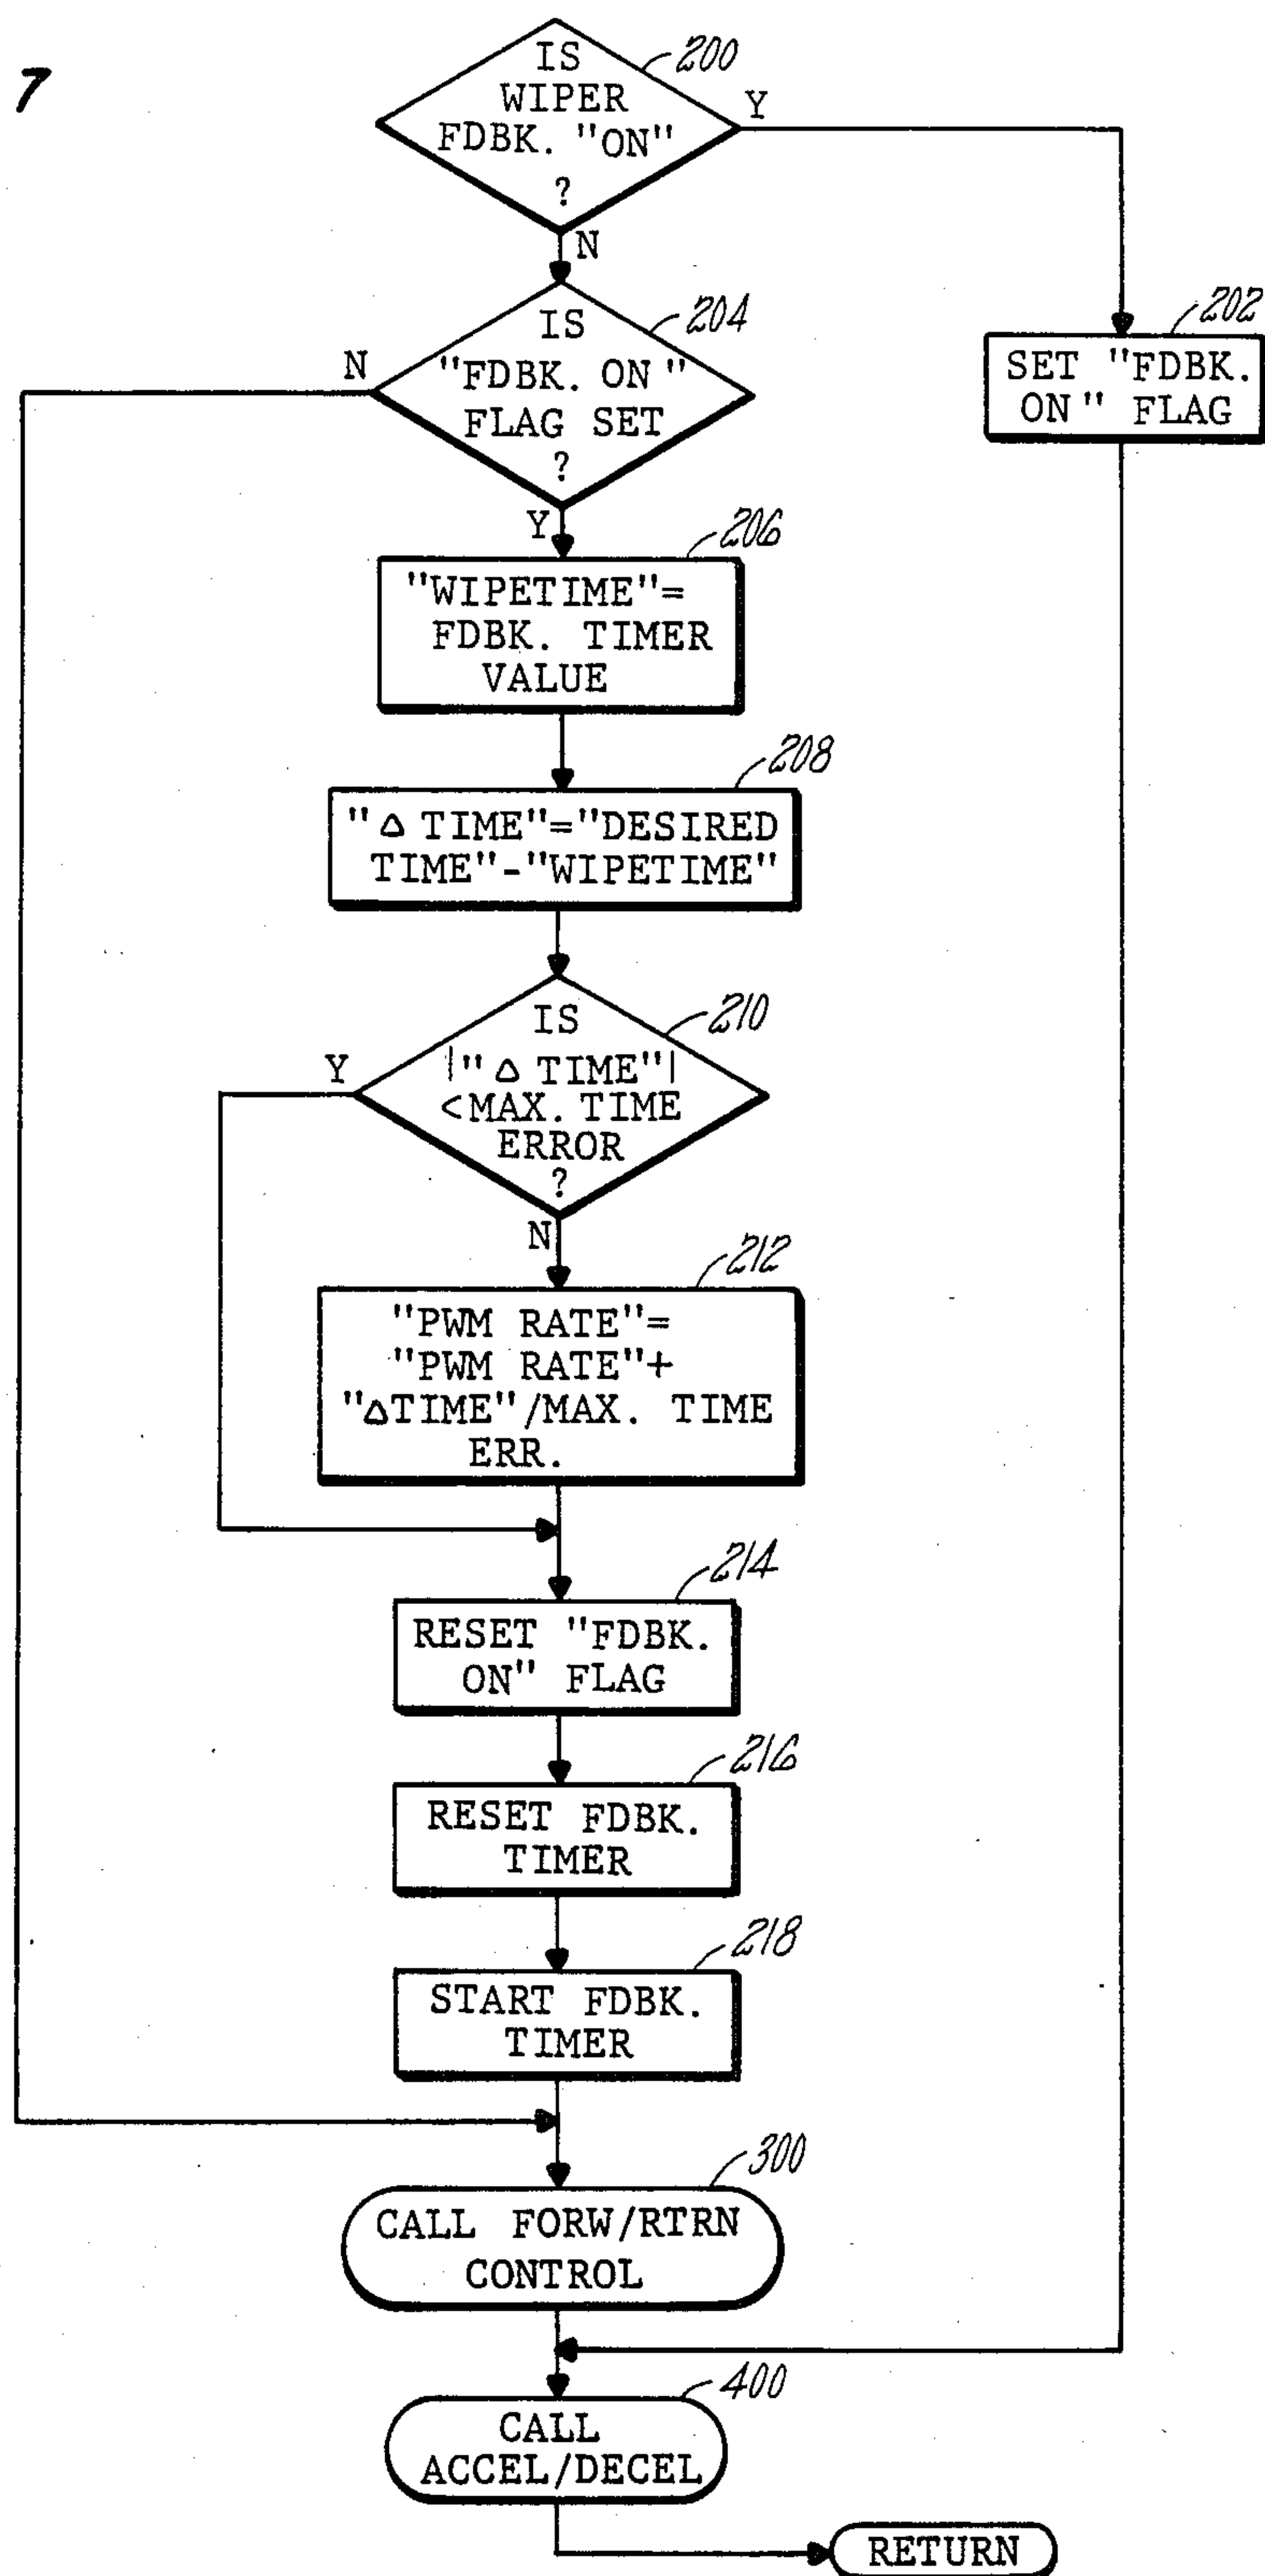 7
200
IS
WIPER
FDBK. "ON"
?
Y
N
204
IS
"FDBK. ON"
FLAG SET
?
N
Y
202
SET "FDBK.
ON" FLAG
206
"WIPETIME"=
FDBK. TIMER
VALUE
208
"Δ TIME"="DESIRED
TIME"-"WIPETIME"
210
IS
|"Δ TIME"|
<MAX. TIME
ERROR
?
Y
N
212
"PWM RATE"=
"PWM RATE"+
"ΔTIME"/MAX. TIME
ERR.
214
RESET "FDBK.
ON" FLAG
216
RESET FDBK.
TIMER
218
START FDBK.
TIMER
300
CALL FORW/RTRN
CONTROL
400
CALL
ACCEL/DECEL
RETURN